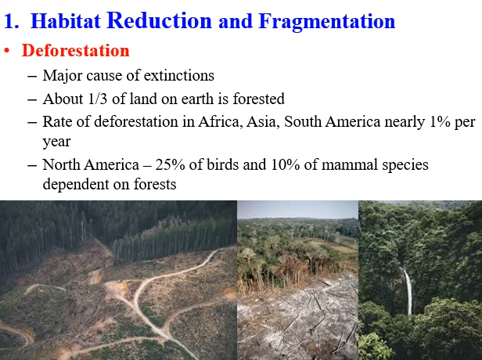 1. Habitat Reduction and Fragmentation
• Deforestation
– Major cause of extinctions
– About 1/3 of land on earth is forested
– Rate of deforestation in Africa, Asia, South America nearly 1% per
year
– North America – 25% of birds and 10% of mammal species
dependent on forests